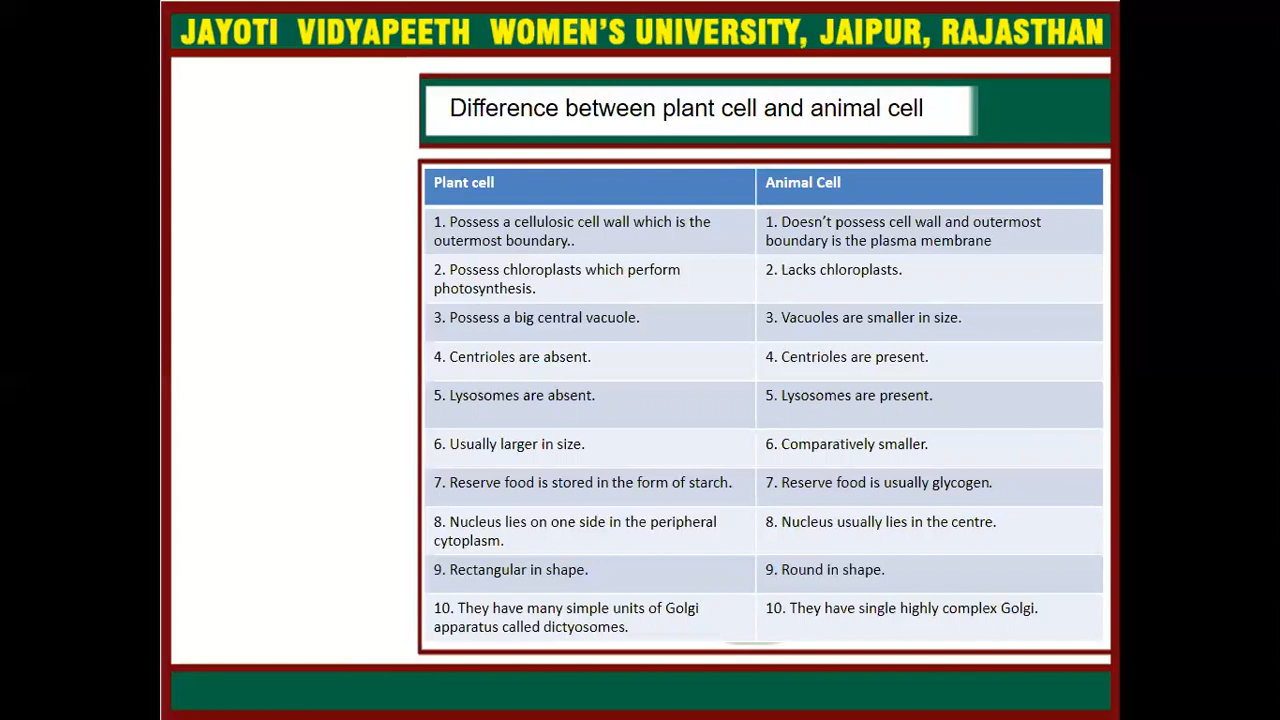 JAYOTI VIDYAPEETH WOMEN'S UNIVERSITY, JAIPUR, RAJASTHAN
Difference between plant cell and animal cell
Plant cell
Animal Cell
1. Possess a cellulosic cell wall which is the
outermost boundary..
1. Doesn't possess cell wall and outermost
boundary is the plasma membrane
2. Possess chloroplasts which perform
photosynthesis.
2. Lacks chloroplasts.
3. Possess a big central vacuole.
3. Vacuoles are smaller in size.
4. Centrioles are absent.
4. Centrioles are present.
5. Lysosomes are absent.
5. Lysosomes are present.
6. Usually larger in size.
6. Comparatively smaller.
7. Reserve food is stored in the form of starch.
7. Reserve food is usually glycogen.
8. Nucleus lies on one side in the peripheral
cytoplasm.
8. Nucleus usually lies in the centre.
9. Rectangular in shape.
9. Round in shape.
10. They have many simple units of Golgi
apparatus called dictyosomes.
10. They have single highly complex Golgi.